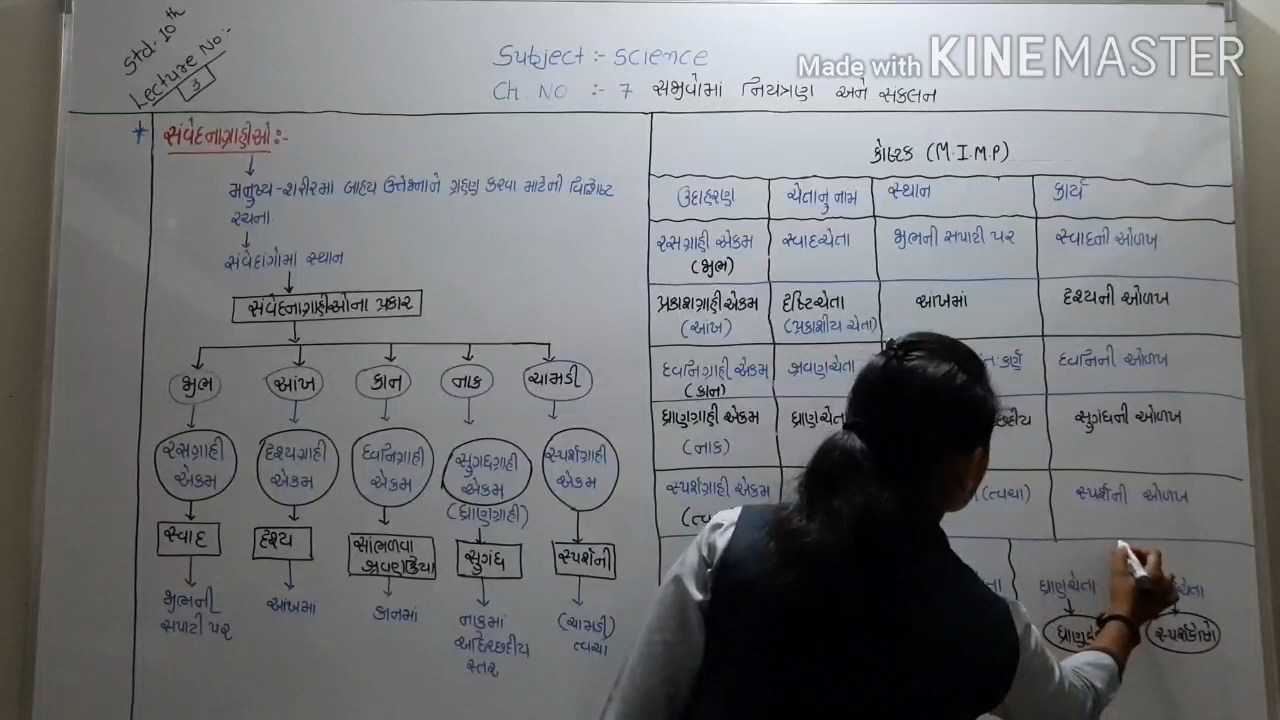 Std-10th
Lecture No:-
3
Subject :- Science
Made with KINEMASTER
Ch. NO :- 7 સજીવોમાં નિયંત્રણ અને સંકલન
* સંવેદનાગ્રાહીઓ:-
મનુષ્ય-શરીરમાં બાહ્ય ઉત્તેજનાને ગ્રહણ કરવા માટેની વિશિષ્ટ
રચના
સંવેદાંગોમાં સ્થાન
સંવેદનાગ્રાહીઓના પ્રકાર
જીભ આંખ કાન નાક ચામડી
રસગ્રાહી એકમ
દ્રશ્યગ્રાહી એકમ
ધ્વનિગ્રાહી એકમ
સુગંધગ્રાહી એકમ
(ઘ્રાણગ્રાહી)
સ્પર્શગ્રાહી એકમ
સ્વાદ
દ્રશ્ય
સાંભળવા
શ્રવણક્રિયા
સુગંધ
સ્પર્શની
જીભની
સપાટી પર
આંખમાં
કાનમાં
નાકમાં
સ્તર
(ચામડી)
ત્વચા
કોષ્ટક (M.I.M.P)
ઉદાહરણ ચેતાનુ નામ સ્થાન કાર્ય
રસગ્રાહી એકમ સ્વાદચેતા જીભની સપાટી પર સ્વાદની ઓળખ
(જીભ)
પ્રકાશગ્રાહી એકમ દ્રષ્ટિચેતા આંખમાં દ્રશ્યની ઓળખ
(આંખ) (પ્રકાશીય ચેતા)
ધ્વનિગ્રાહી એકમ શ્રવણચેતા કર્ણ ધ્વનિની ઓળખ
(કાન)
ઘ્રાણગ્રાહી એકમ સુગંધની ઓળખ
(નાક)
સ્પર્શગ્રાહી એકમ (ત્વચા) સ્પર્શની ઓળખ
ઘ્રાણચેતા
સ્પર્શકોષો